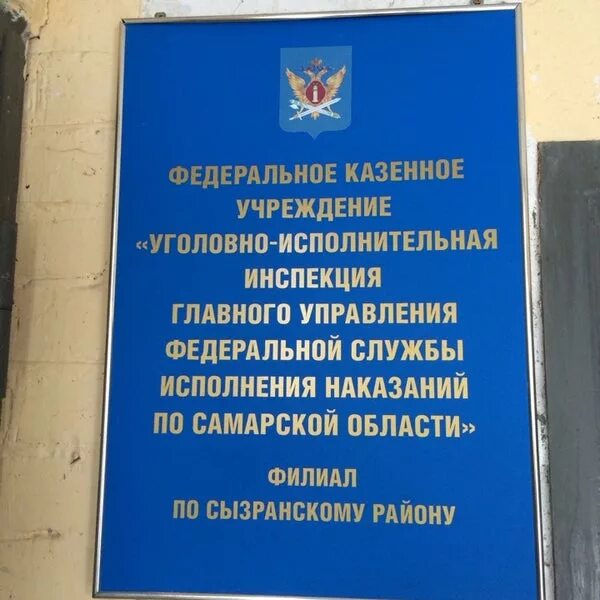 ФЕДЕРАЛЬНОЕ КАЗЕННОЕ
УЧРЕЖДЕНИЕ
«УГОЛОВНО-ИСПОЛНИТЕЛЬНАЯ
ИНСПЕКЦИЯ
ГЛАВНОГО УПРАВЛЕНИЯ
ФЕДЕРАЛЬНОЙ СЛУЖБЫ
ИСПОЛНЕНИЯ НАКАЗАНИЙ
ПО САМАРСКОЙ ОБЛАСТИ»
ФИЛИАЛ
ПО СЫЗРАНСКОМУ РАЙОНУ